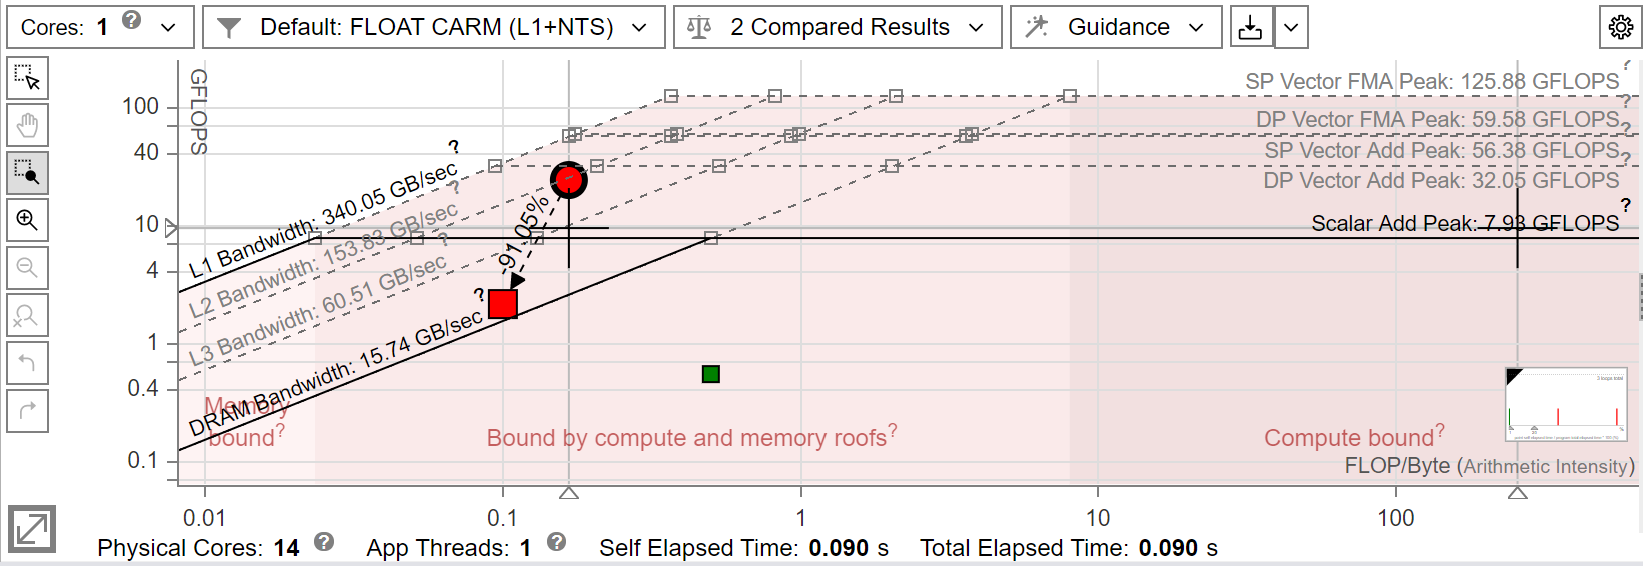 Cores: 1 ?
Default: FLOAT CARM (L1+NTS)
2 Compared Results
Guidance
GFLOPS
100
40
10
4
1
0.4
0.1
SP Vector FMA Peak: 125.88 GFLOPS ?
DP Vector FMA Peak: 59.58 GFLOPS ?
SP Vector Add Peak: 56.38 GFLOPS ?
DP Vector Add Peak: 32.05 GFLOPS ?
Scalar Add Peak: 7.93 GFLOPS ?
L1 Bandwidth: 340.05 GB/sec ?
L2 Bandwidth: 153.83 GB/sec ?
L3 Bandwidth: 60.51 GB/sec ?
DRAM Bandwidth: 15.74 GB/sec ?
-91.05%
Memory
bound?
Bound by compute and memory roofs?
Compute bound?
3 loops total
FLOP/Byte (Arithmetic Intensity)
0.01
0.1
1
10
100
Physical Cores: 14 ? App Threads: 1 ? Self Elapsed Time: 0.090 s Total Elapsed Time: 0.090 s